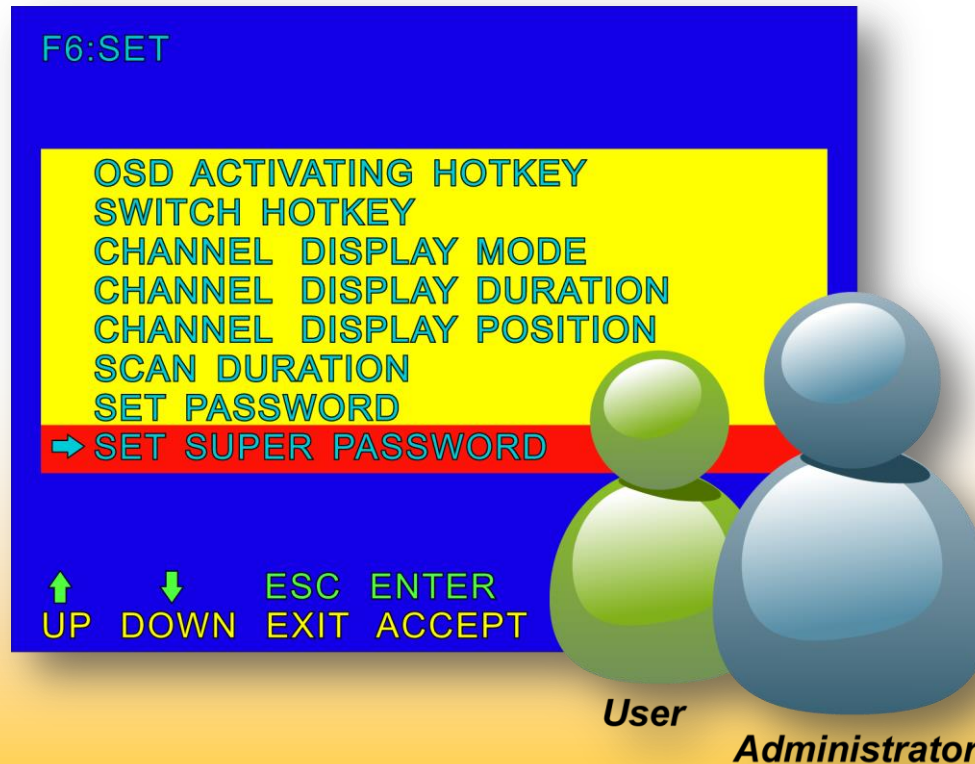 F6:SET
OSD ACTIVATING HOTKEY
SWITCH HOTKEY
CHANNEL DISPLAY MODE
CHANNEL DISPLAY DURATION
CHANNEL DISPLAY POSITION
SCAN DURATION
SET PASSWORD
SET SUPER PASSWORD
ESC ENTER
UP DOWN EXIT ACCEPT
User
Administrator